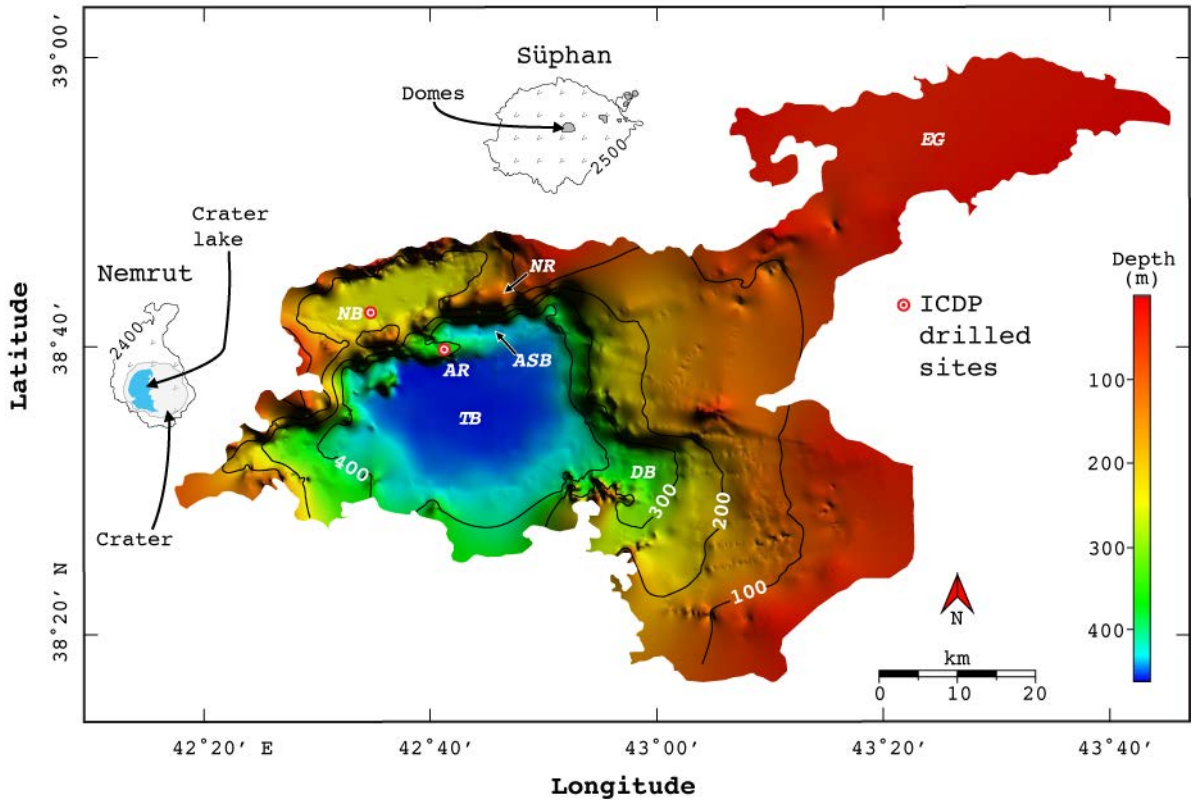 39°00′
38°40′
38°20′ N
Latitude
Süphan
Domes
2500
EG
Crater
lake
Nemrut
2400
Crater
NR
NB
ASB
AR
TB
DB
400
300
200
100
ICDP
drilled
sites
Depth
(m)
100
200
300
400
N
km
0 10 20
42°20′ E 42°40′ 43°00′ 43°20′ 43°40′
Longitude